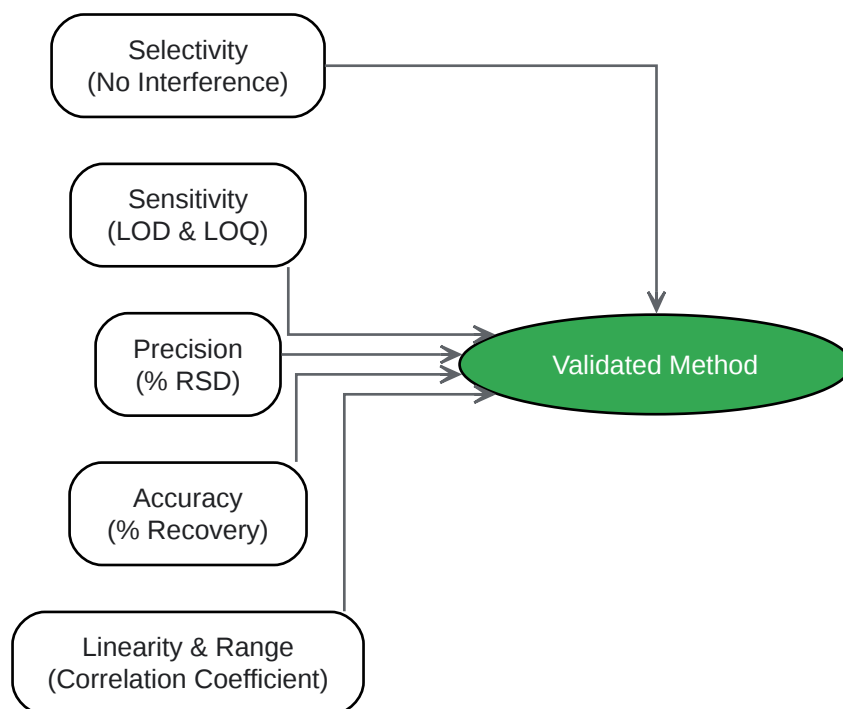 Selectivity
(No Interference)
Sensitivity
(LOD & LOQ)
Precision
(% RSD)
Validated Method
Accuracy
(% Recovery)
Linearity & Range
(Correlation Coefficient)